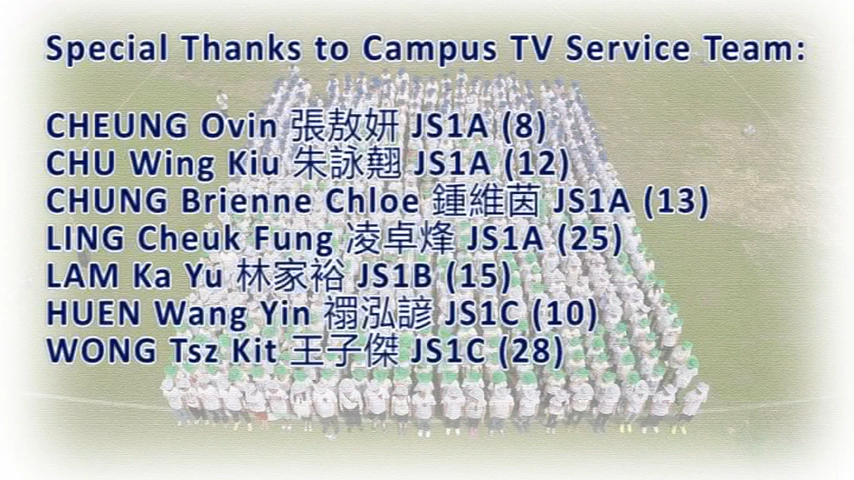 Special Thanks to Campus TV Service Team:
CHEUNG Ovin 張敖妍 JS1A (8)
CHU Wing Kiu 朱詠翹 JS1A (12)
CHUNG Brienne Chloe 鍾維茵 JS1A (13)
LING Cheuk Fung 凌卓烽 JS1A (25)
LAM Ka Yu 林家裕 JS1B (15)
HUEN Wang Yin 禤泓諺 JS1C (10)
WONG Tsz Kit 王子傑 JS1C (28)